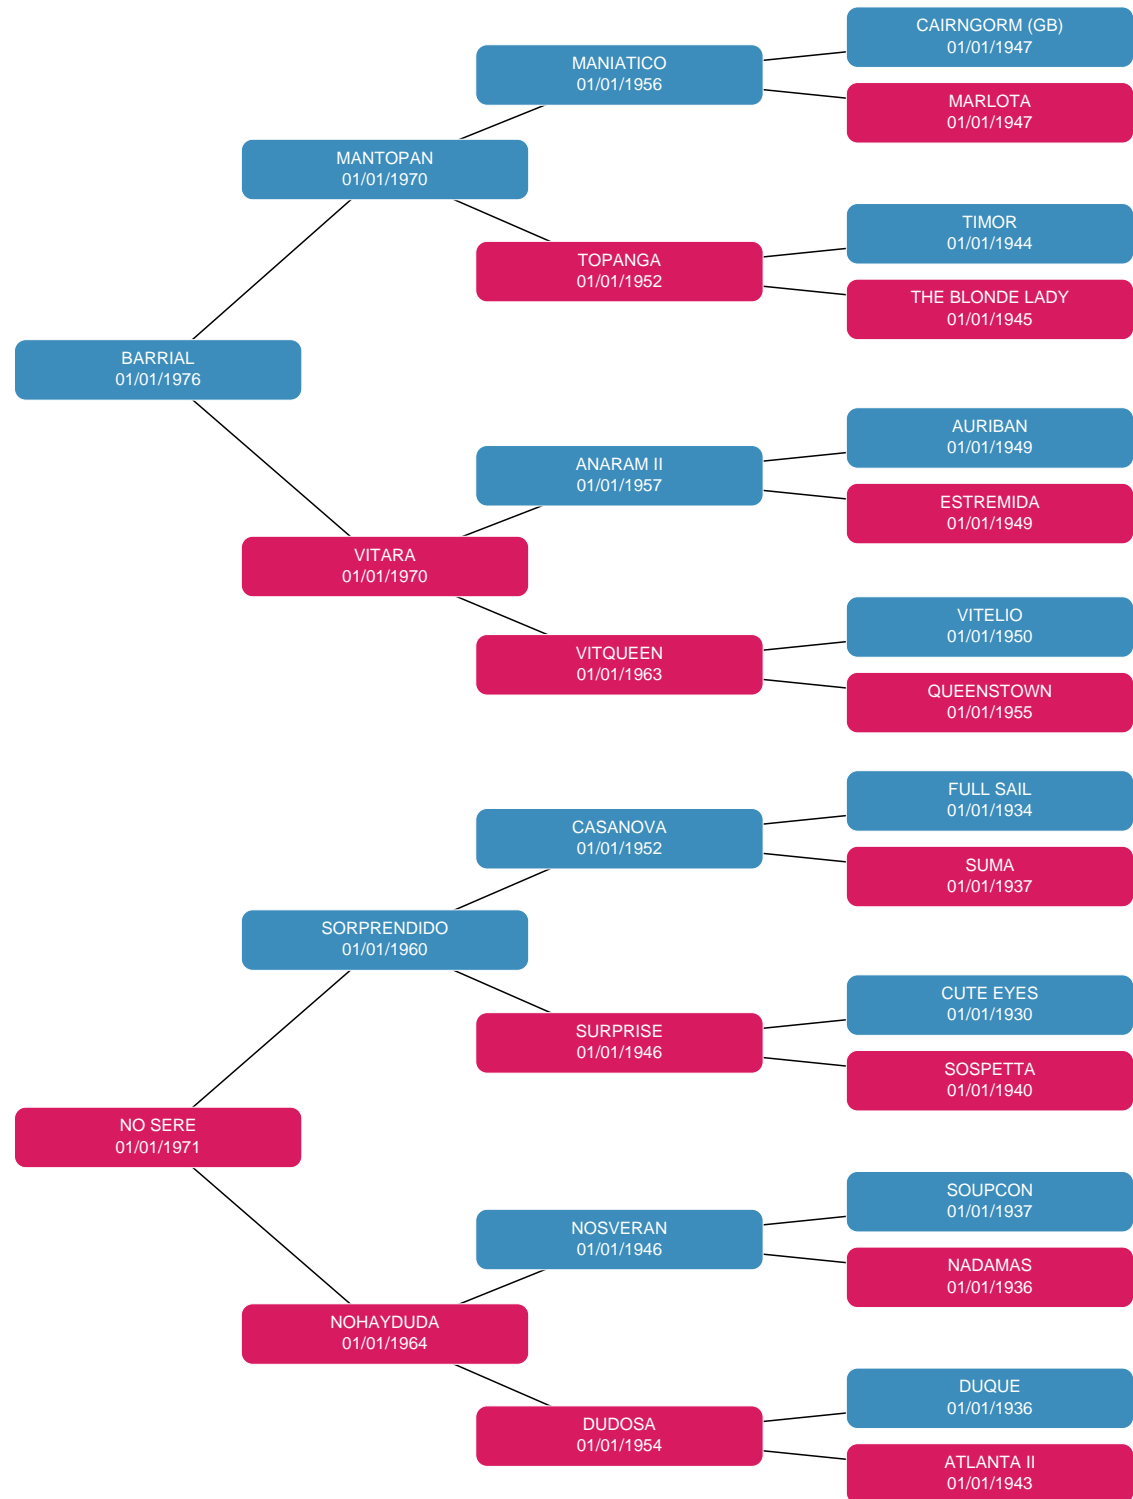 CAIRNGORM (GB)
01/01/1947
MANIATICO
01/01/1956
MARLOTA
01/01/1947
MANTOPAN
01/01/1970
TIMOR
01/01/1944
TOPANGA
01/01/1952
THE BLONDE LADY
01/01/1945
BARRIAL
01/01/1976
AURIBAN
01/01/1949
ANARAM II
01/01/1957
ESTREMIDA
01/01/1949
VITARA
01/01/1970
VITELIO
01/01/1950
VITQUEEN
01/01/1963
QUEENSTOWN
01/01/1955
FULL SAIL
01/01/1934
CASANOVA
01/01/1952
SUMA
01/01/1937
SORPRENDIDO
01/01/1960
CUTE EYES
01/01/1930
SURPRISE
01/01/1946
SOSPETTA
01/01/1940
NO SERE
01/01/1971
SOUPCON
01/01/1937
NOSVERAN
01/01/1946
NADAMAS
01/01/1936
NOHAYDUDA
01/01/1964
DUQUE
01/01/1936
DUDOSA
01/01/1954
ATLANTA II
01/01/1943